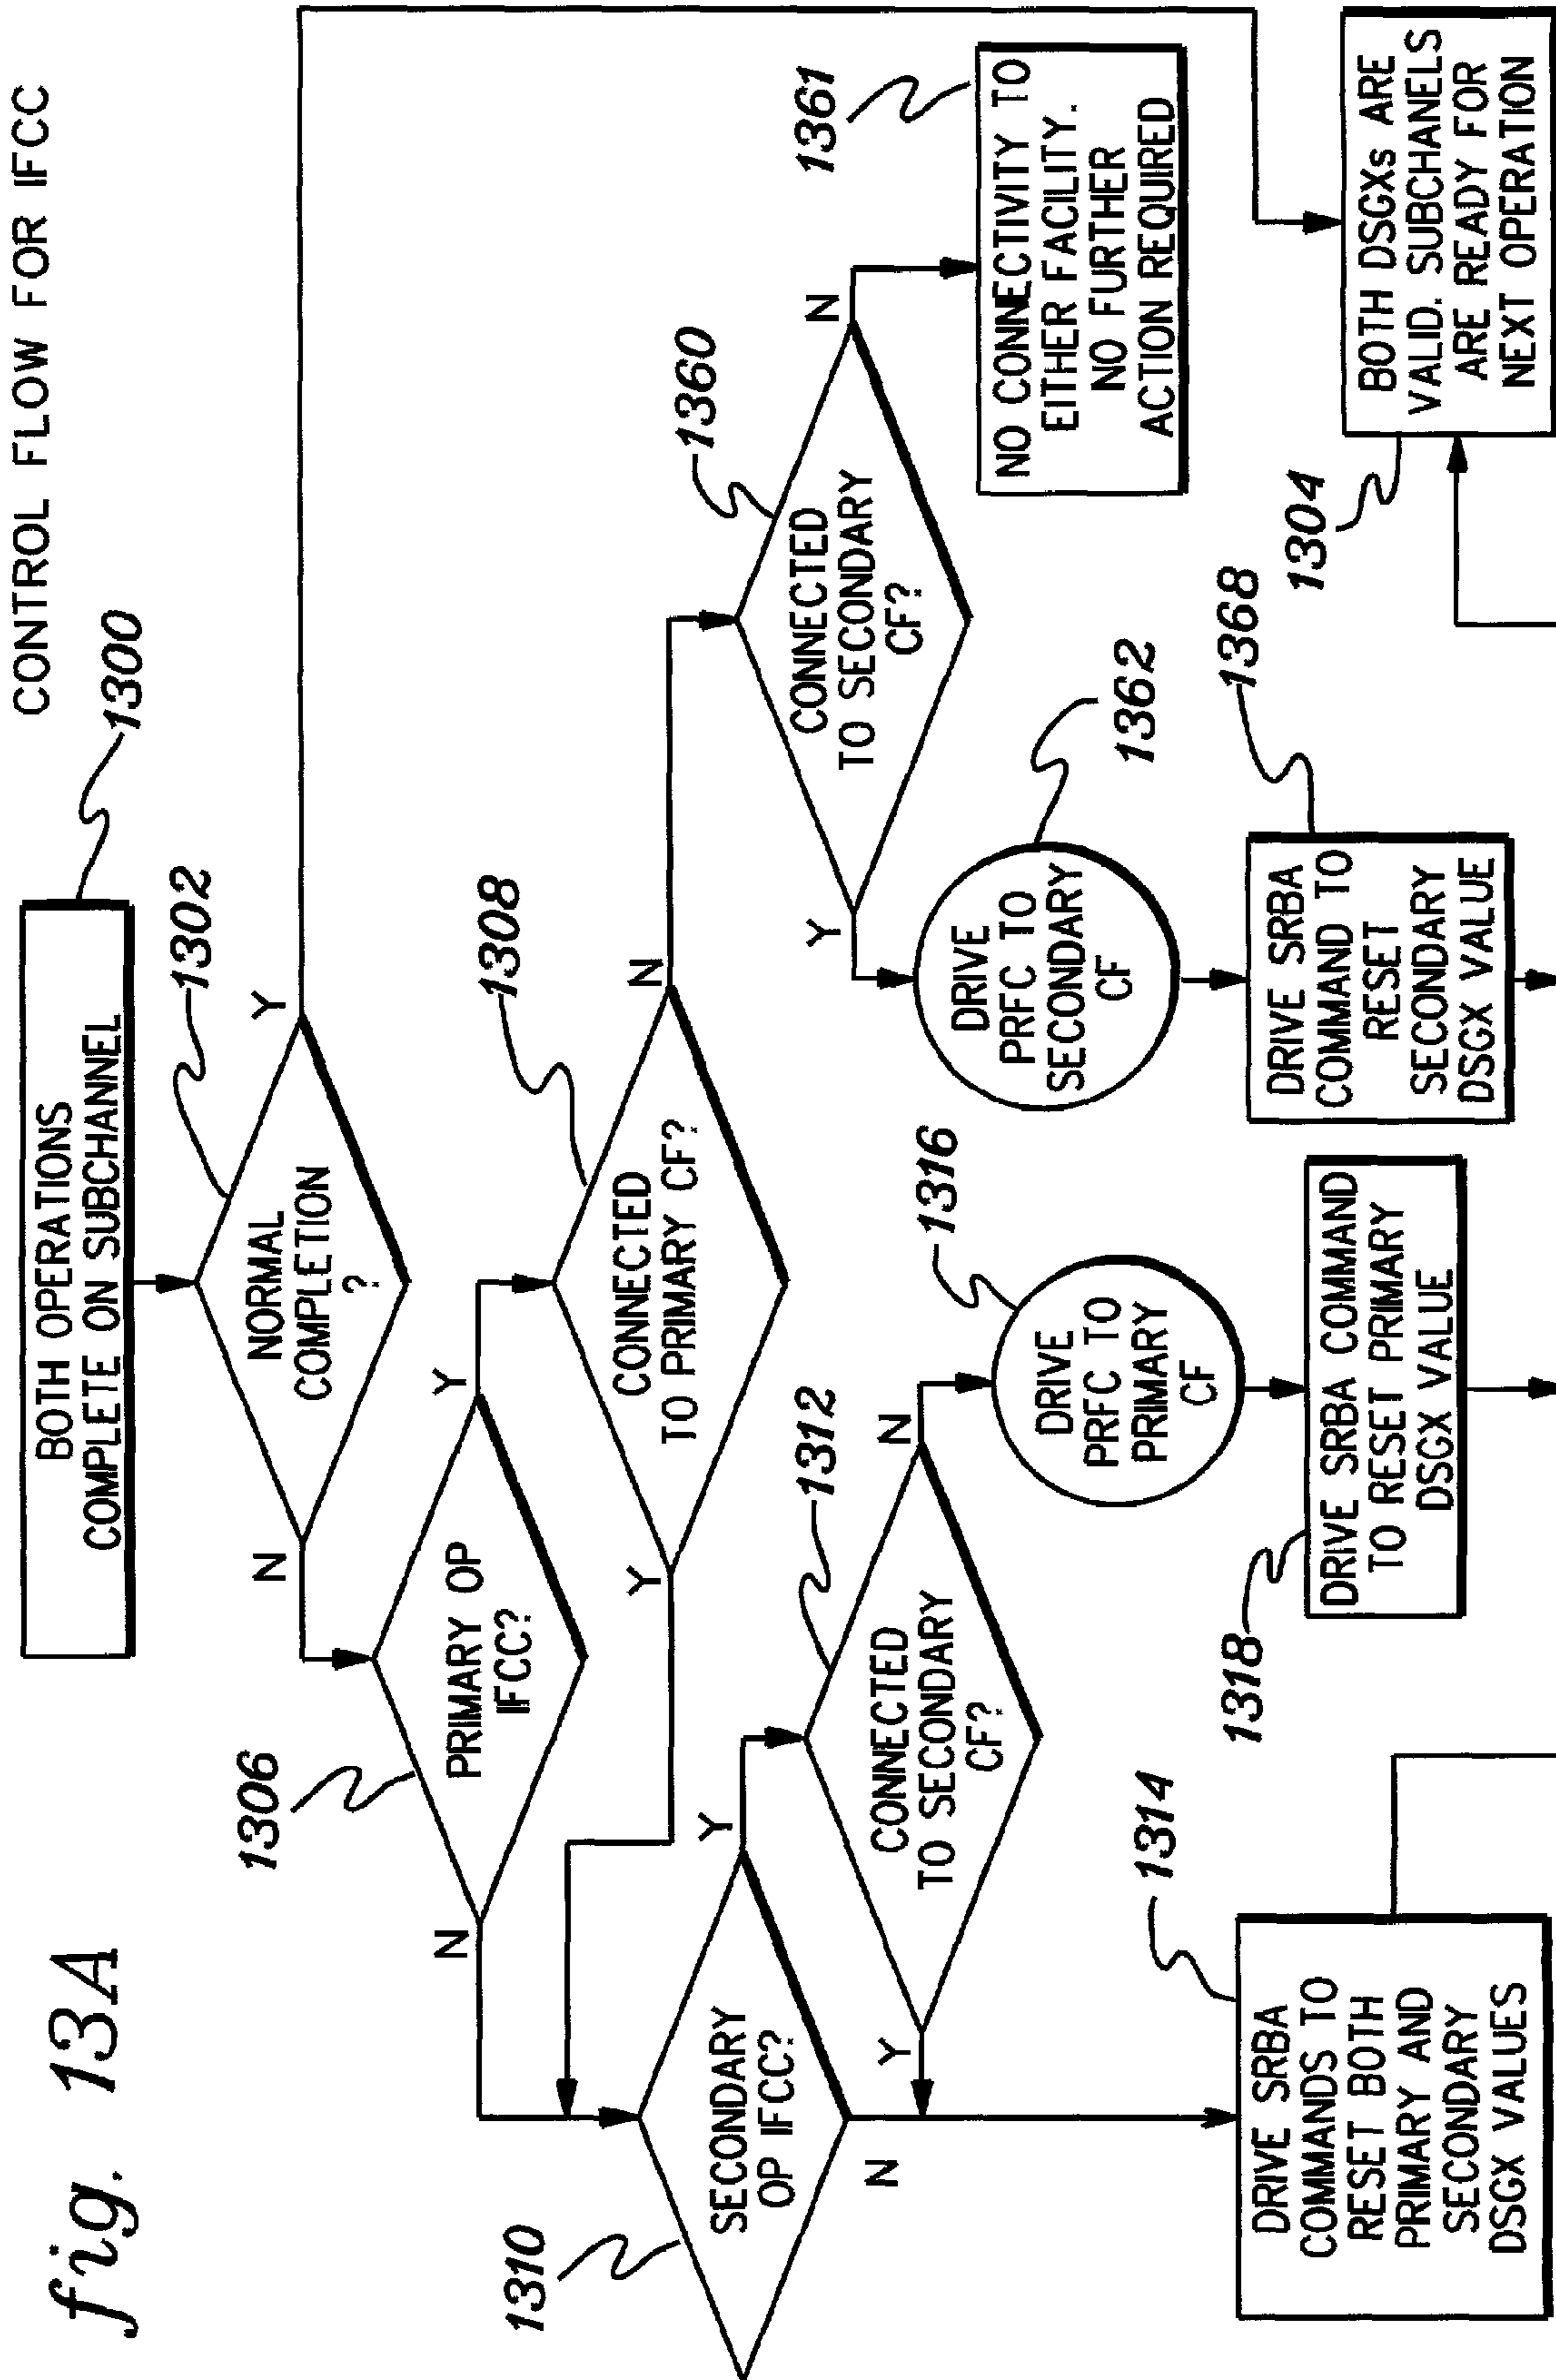 fig. 13A
CONTROL FLOW FOR IFCC
BOTH OPERATIONS
COMPLETE ON SUBCHANNEL
1300
NORMAL
COMPLETION
?
1302
N
Y
PRIMARY OP
IFCC?
1306
N
Y
CONNECTED
TO PRIMARY CF?
1308
Y
N
SECONDARY
OP IFCC?
1310
Y
N
CONNECTED
TO SECONDARY
CF?
1312
Y
N
CONNECTED
TO SECONDARY
CF?
1360
Y
N
NO CONNECTIVITY TO
EITHER FACILITY.
NO FURTHER
ACTION REQUIRED
1361
DRIVE
PRFC TO
PRIMARY
CF
1316
DRIVE
PRFC TO
SECONDARY
CF
1362
DRIVE SRBA
COMMANDS TO
RESET BOTH
PRIMARY AND
SECONDARY
DSGX VALUES
1314
DRIVE SRBA COMMAND
TO RESET PRIMARY
DSGX VALUE
1318
DRIVE SRBA
COMMAND TO
RESET
SECONDARY
DSGX VALUE
1368
BOTH DSGXs ARE
VALID. SUBCHANELS
ARE READY FOR
NEXT OPERATION
1304